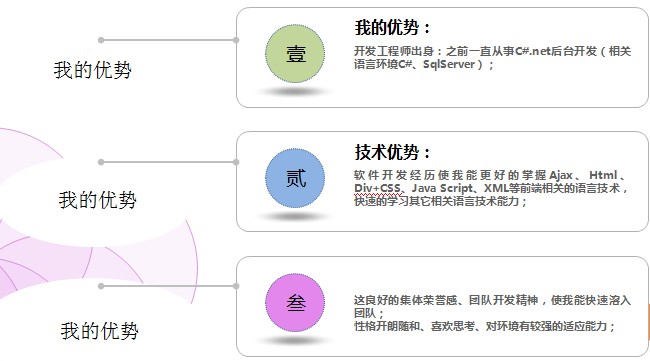 我的优势
壹
我的优势：
开发工程师出身：之前一直从事C#.net后台开发（相关
语言环境C#、SqlServer）；
我的优势
贰
技术优势：
软件开发经历使我能更好的掌握Ajax、Html、
Div+CSS、Java Script、XML等前端相关的语言技术，
快速的学习其它相关语言技术能力；
我的优势
叁
这良好的集体荣誉感、团队开发精神，使我能快速溶入
团队；
性格开朗随和、喜欢思考、对环境有较强的适应能力；